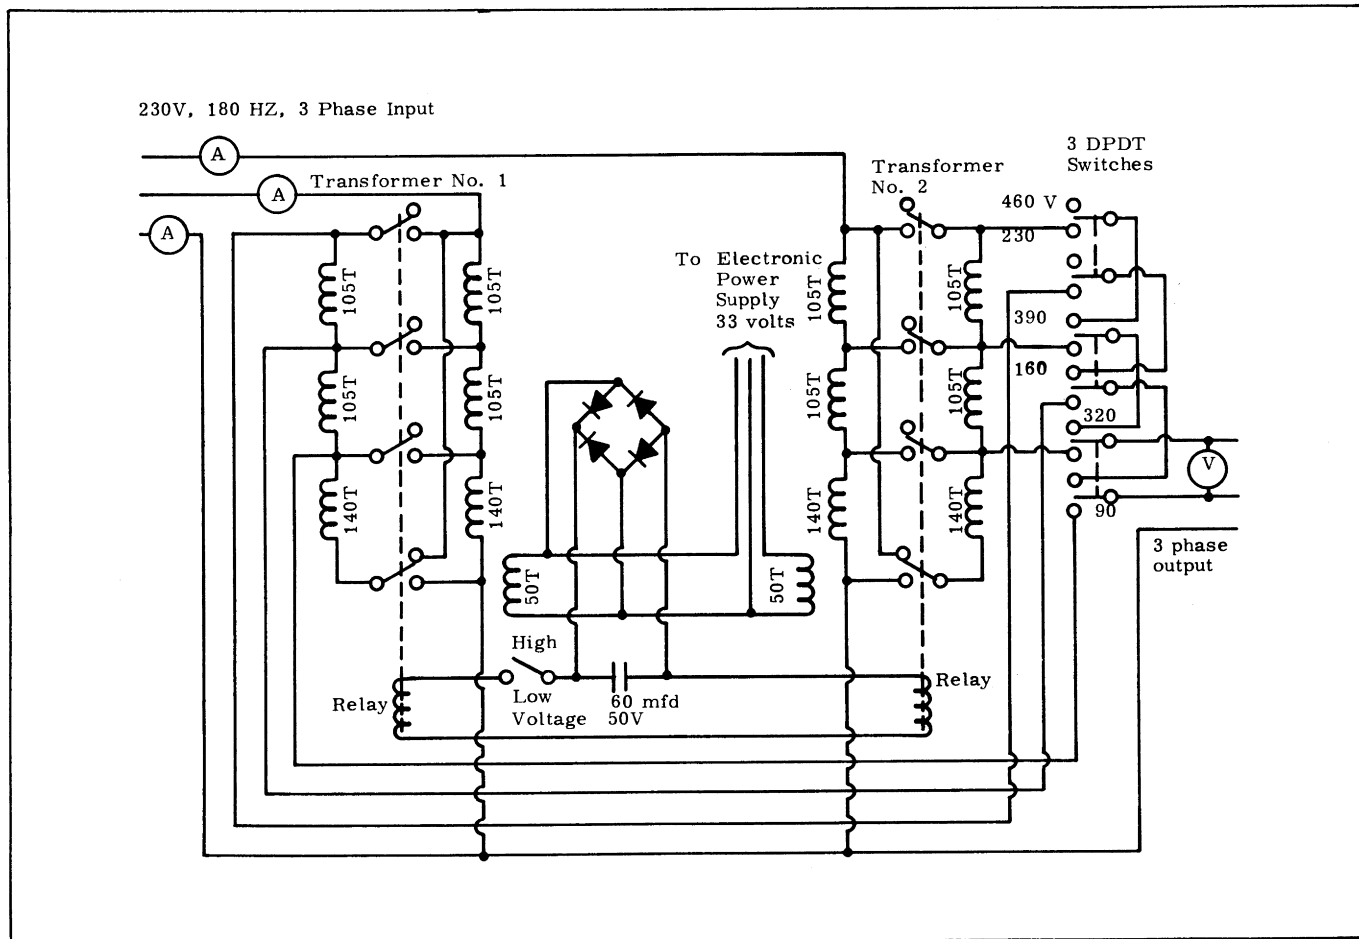 230V, 180 HZ, 3 Phase Input
A
A
A
Transformer No. 1
Transformer
No. 2
3 DPDT
Switches
460 V
230
390
160
320
90
To Electronic
Power
Supply
33 volts
105T
105T
105T
105T
105T
105T
105T
105T
140T
140T
140T
140T
50T
50T
V
3 phase
output
High
Low
Voltage
60 mfd
50V
Relay
Relay